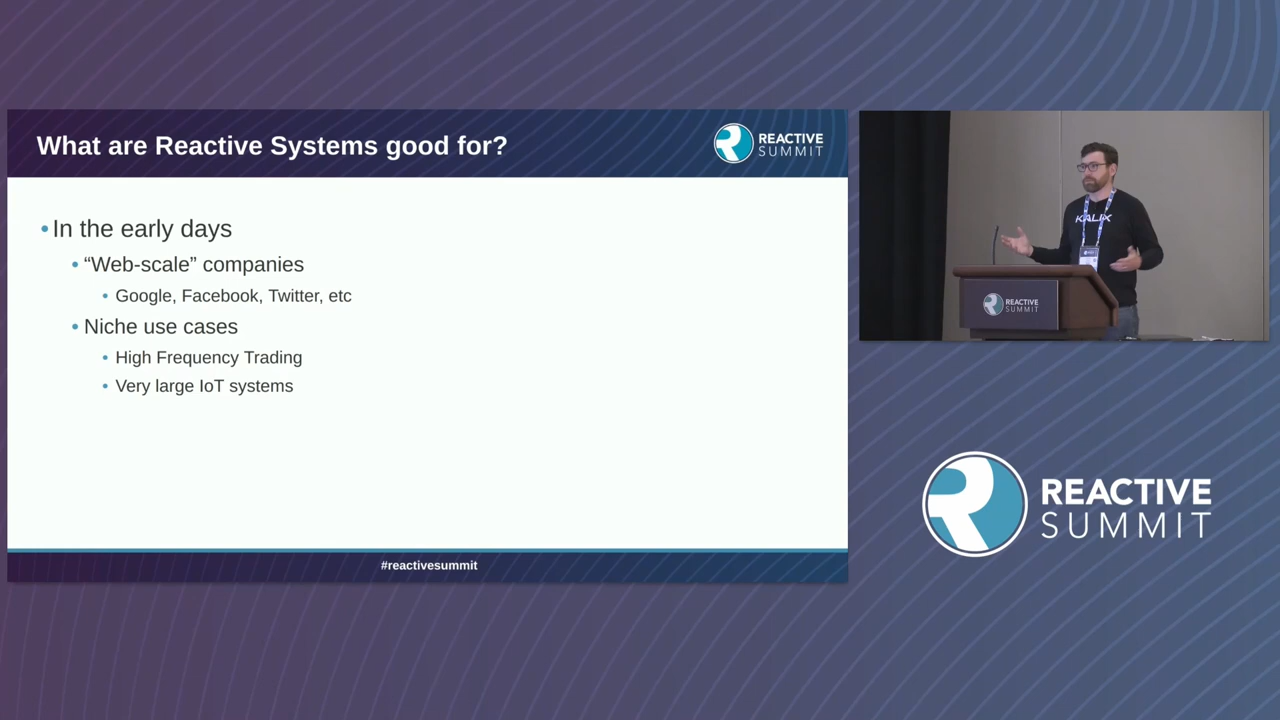 What are Reactive Systems good for?
REACTIVE
SUMMIT
•In the early days
•“Web-scale” companies
•Google, Facebook, Twitter, etc
•Niche use cases
•High Frequency Trading
•Very large IoT systems
#reactivesummit
KALIX
REACTIVE
SUMMIT
REACTIVE
SUMMIT